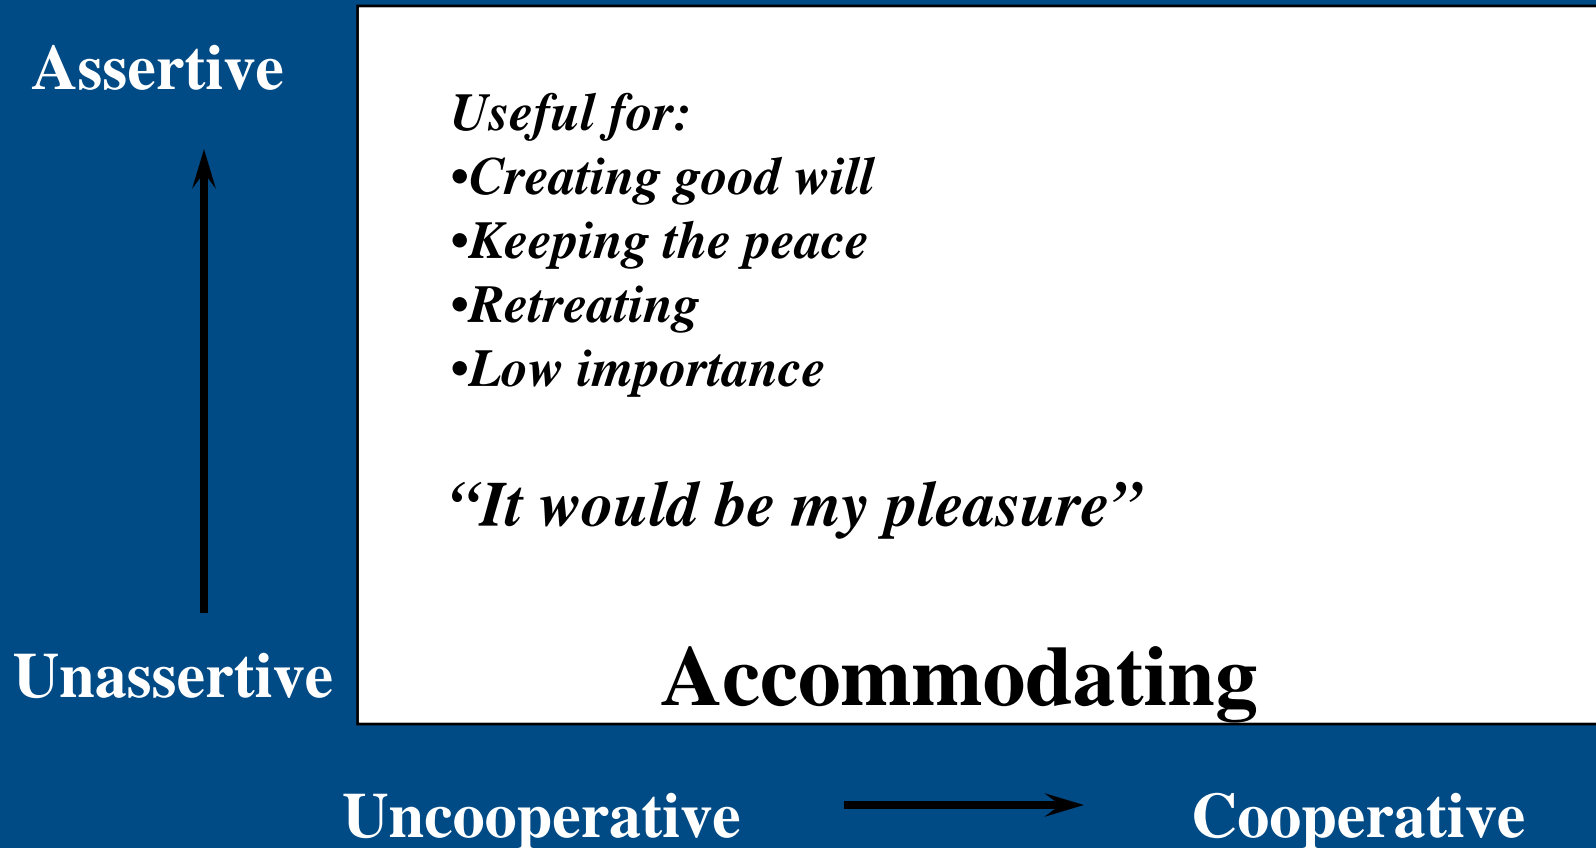 Assertive
Useful for:
•Creating good will
•Keeping the peace
•Retreating
•Low importance
“It would be my pleasure”
Unassertive
Accommodating
Uncooperative
Cooperative